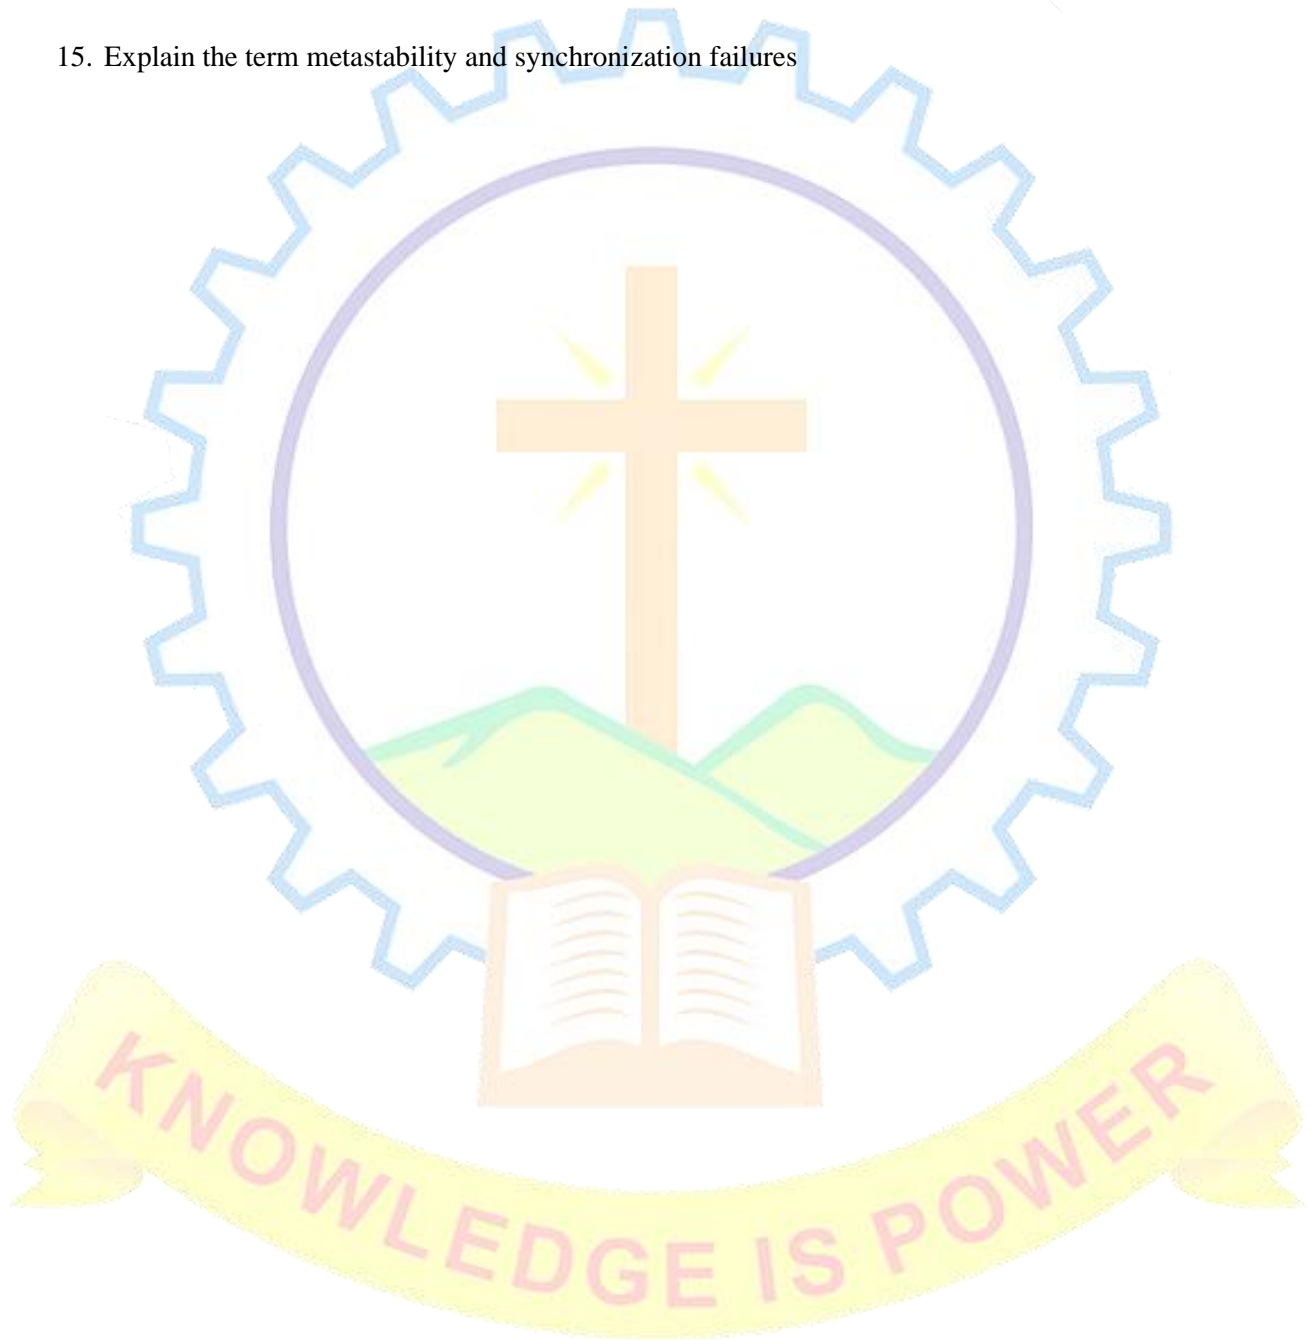 15. Explain the term metastability and synchronization failures
KNOWLEDGE IS POWER